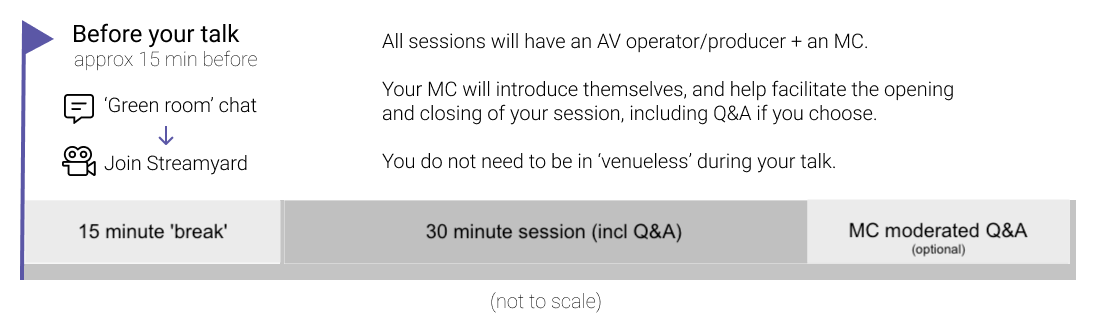 Before your talk
approx 15 min before
‘Green room’ chat
Join Streamyard
All sessions will have an AV operator/producer + an MC.
Your MC will introduce themselves, and help facilitate the opening
and closing of your session, including Q&A if you choose.
You do not need to be in ‘venueless’ during your talk.
15 minute 'break'
30 minute session (incl Q&A)
MC moderated Q&A
(optional)
(not to scale)